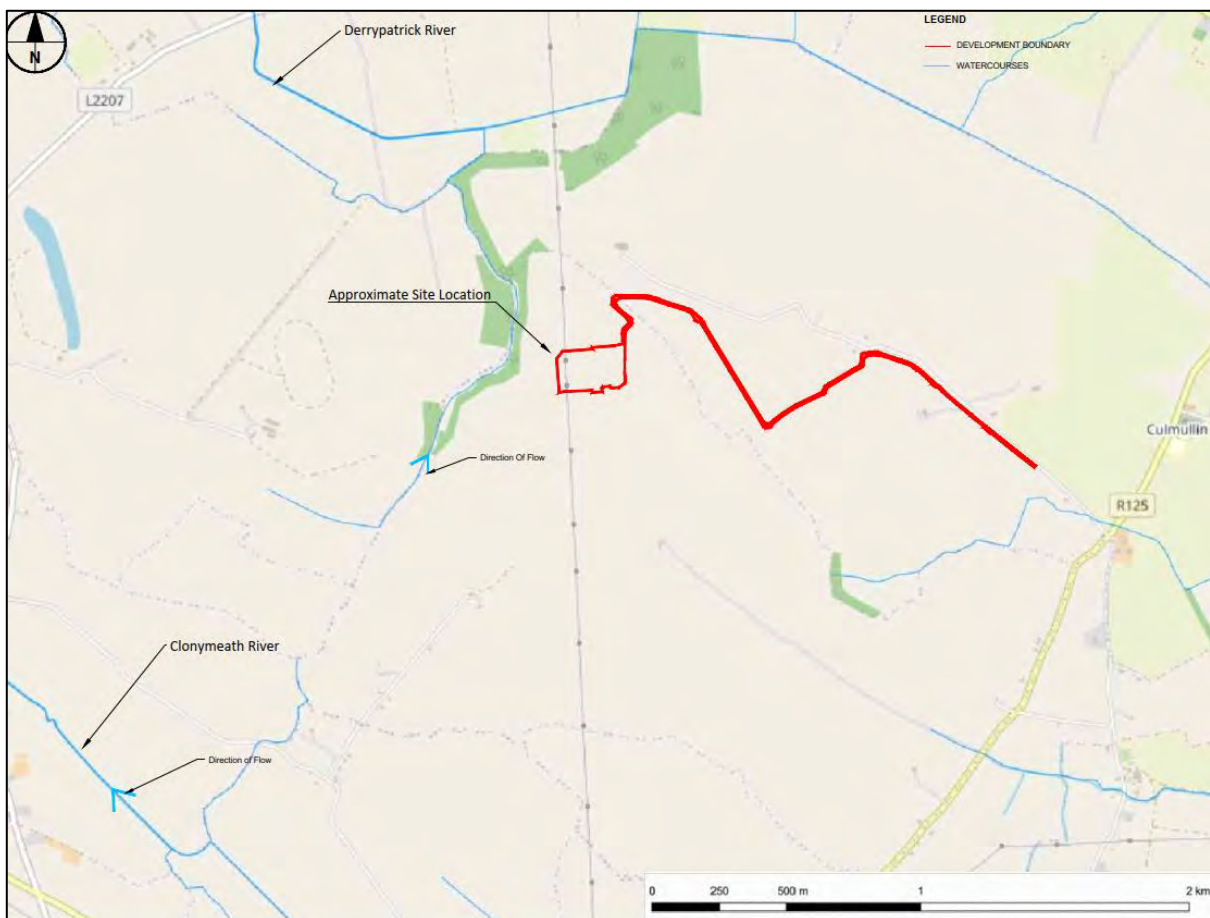 N
Derrypatrick River
LEGEND
DEVELOPMENT BOUNDARY
WATERCOURSES
L2207
Approximate Site Location
Culmullin
Direction Of Flow
R125
Clonymeath River
Direction of Flow
0 250 500 m 1 2 km